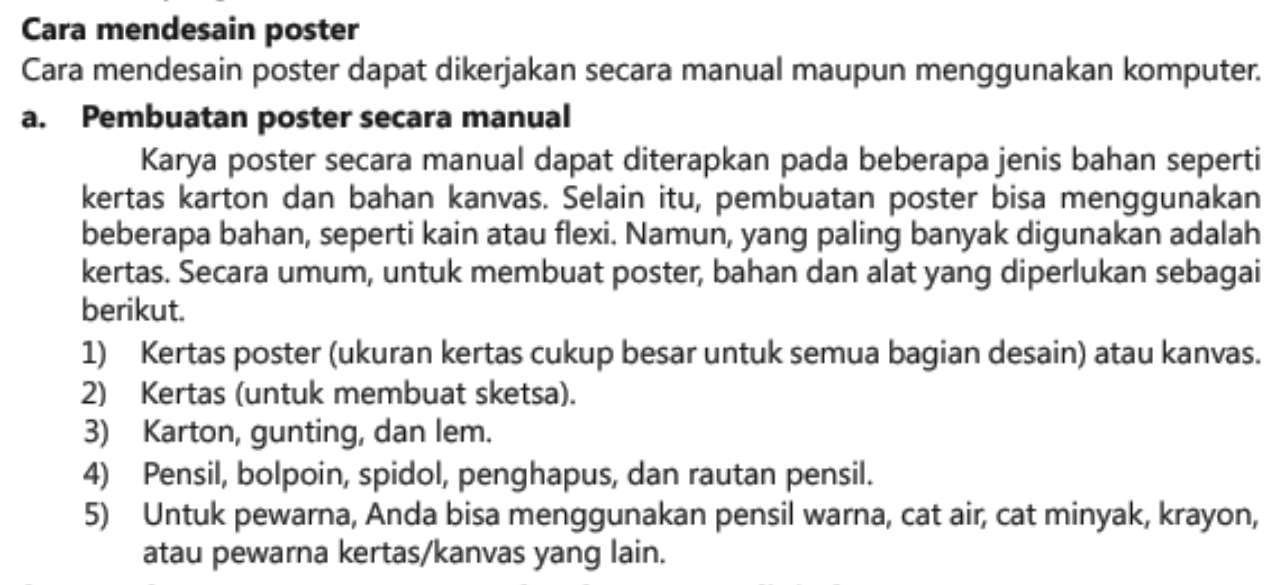 Cara mendesain poster
Cara mendesain poster dapat dikerjakan secara manual maupun menggunakan komputer.
a. Pembuatan poster secara manual
Karya poster secara manual dapat diterapkan pada beberapa jenis bahan seperti
kertas karton dan bahan kanvas. Selain itu, pembuatan poster bisa menggunakan
beberapa bahan, seperti kain atau flexi. Namun, yang paling banyak digunakan adalah
kertas. Secara umum, untuk membuat poster, bahan dan alat yang diperlukan sebagai
berikut.
1) Kertas poster (ukuran kertas cukup besar untuk semua bagian desain) atau kanvas.
2) Kertas (untuk membuat sketsa).
3) Karton, gunting, dan lem.
4) Pensil, bolpoin, spidol, penghapus, dan rautan pensil.
5) Untuk pewarna, Anda bisa menggunakan pensil warna, cat air, cat minyak, krayon,
atau pewarna kertas/kanvas yang lain.